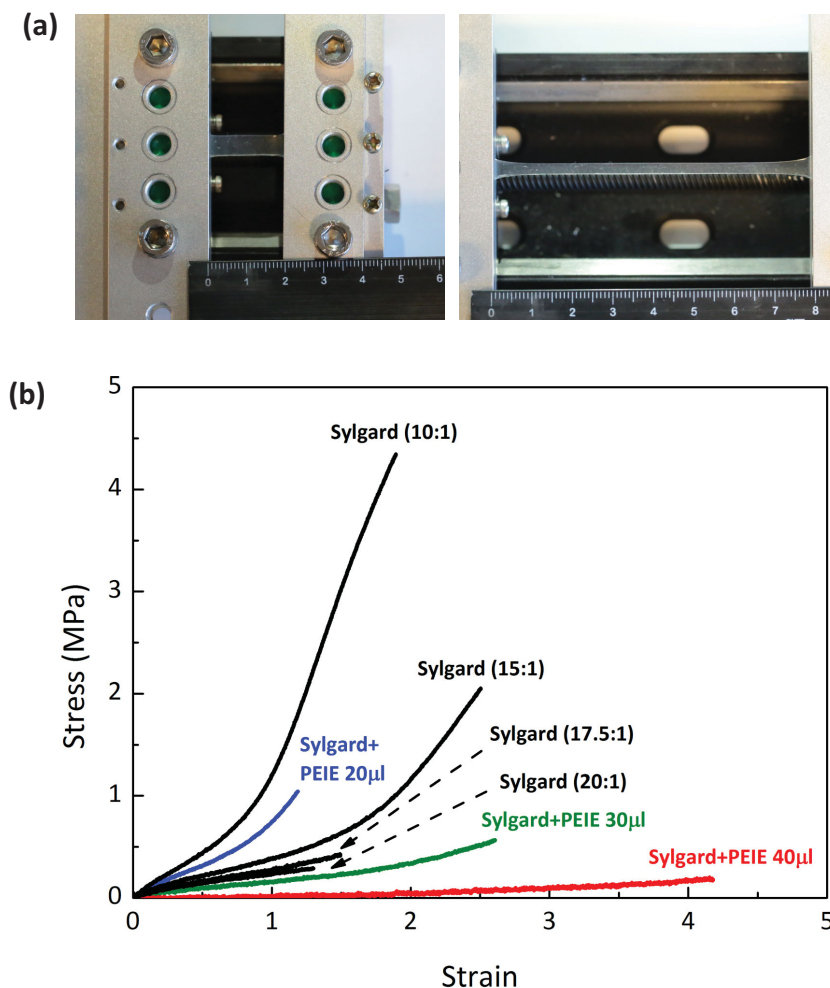 (a)
0 1 2 3 4 5 6
0 1 2 3 4 5 6 7 8
(b)
5
4
3
2
1
0
Stress (MPa)
Sylgard (10:1)
Sylgard (15:1)
Sylgard (17.5:1)
Sylgard+
PEIE 20μl
Sylgard (20:1)
Sylgard+PEIE 30μl
Sylgard+PEIE 40μl
0 1 2 3 4 5
Strain